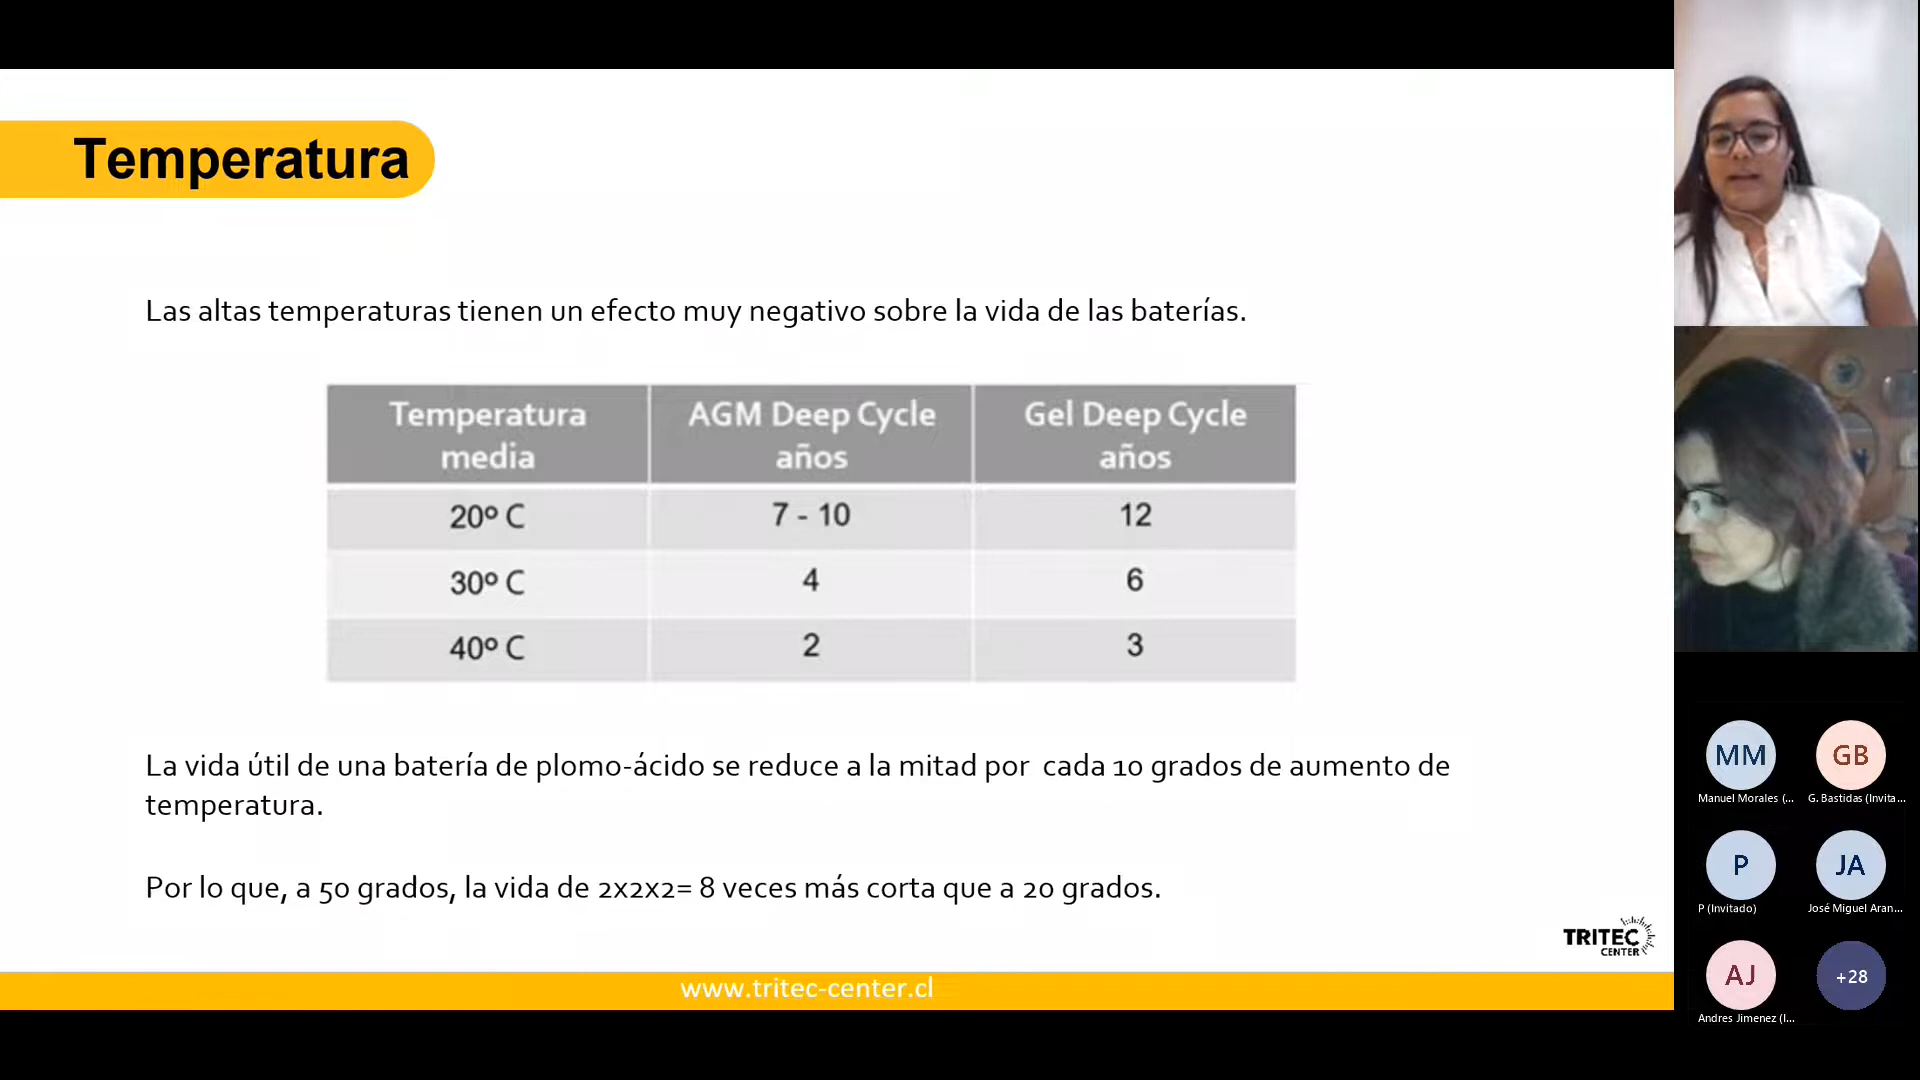 Temperatura
Las altas temperaturas tienen un efecto muy negativo sobre la vida de las baterías.
Temperatura media
AGM Deep Cycle años
Gel Deep Cycle años
20º C
7 - 10
12
30º C
4
6
40º C
2
3
La vida útil de una batería de plomo-ácido se reduce a la mitad por cada 10 grados de aumento de
temperatura.
Por lo que, a 50 grados, la vida de 2x2x2= 8 veces más corta que a 20 grados.
TRITEC
CENTER
www.tritec-center.cl
MM
GB
Manuel Morales (...
G. Bastidas (Invita...
P
JA
P (Invitado)
José Miguel Aran...
AJ
+28
Andres Jimenez (I...